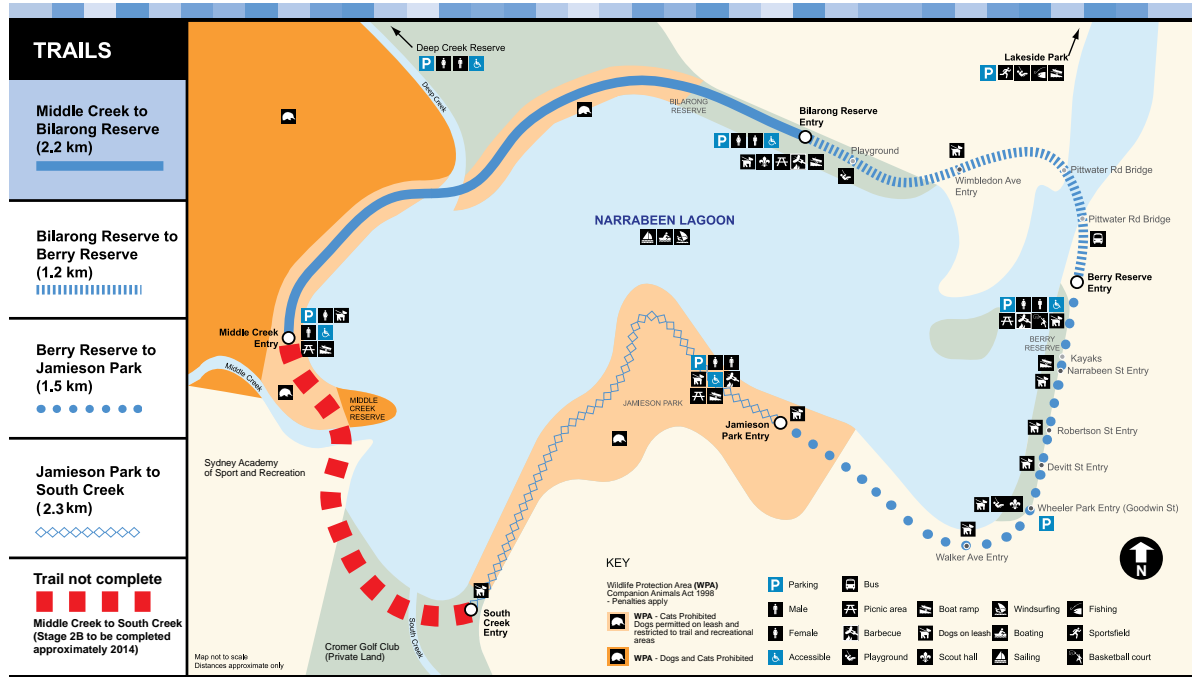 TRAILS
Middle Creek to
Bilarong Reserve
(2.2 km)
Bilarong Reserve to
Berry Reserve
(1.2 km)
Berry Reserve to
Jamieson Park
(1.5 km)
Jamieson Park to
South Creek
(2.3 km)
Trail not complete
Middle Creek to South Creek
(Stage 2B to be completed
approximately 2014)
Deep Creek Reserve
P
Deep Creek
Lakeside Park
P
BILARONG
RESERVE
Bilarong Reserve
Entry
P
Playground
Wimbledon Ave
Entry
Pittwater Rd Bridge
Pittwater Rd Bridge
NARRABEEN LAGOON
Berry Reserve
Entry
P
BERRY
RESERVE
Kayaks
Narrabeen St Entry
Robertson St Entry
Devitt St Entry
Wheeler Park Entry (Goodwin St)
P
Walker Ave Entry
Middle Creek
Entry
P
Middle Creek
MIDDLE
CREEK
RESERVE
P
JAMIESON PARK
Jamieson
Park Entry
Sydney Academy
of Sport and Recreation
South
Creek
Entry
South Creek
Cromer Golf Club
(Private Land)
Map not to scale
Distances approximate only
N
KEY
Wildlife Protection Area (WPA)
Companion Animals Act 1998
- Penalties apply
WPA - Cats Prohibited
Dogs permitted on leash and
restricted to trail and recreational
areas
WPA - Dogs and Cats Prohibited
P Parking
Male
Female
Accessible
Bus
Picnic area
Barbecue
Playground
Boat ramp
Dogs on leash
Scout hall
Windsurfing
Boating
Sailing
Fishing
Sportsfield
Basketball court